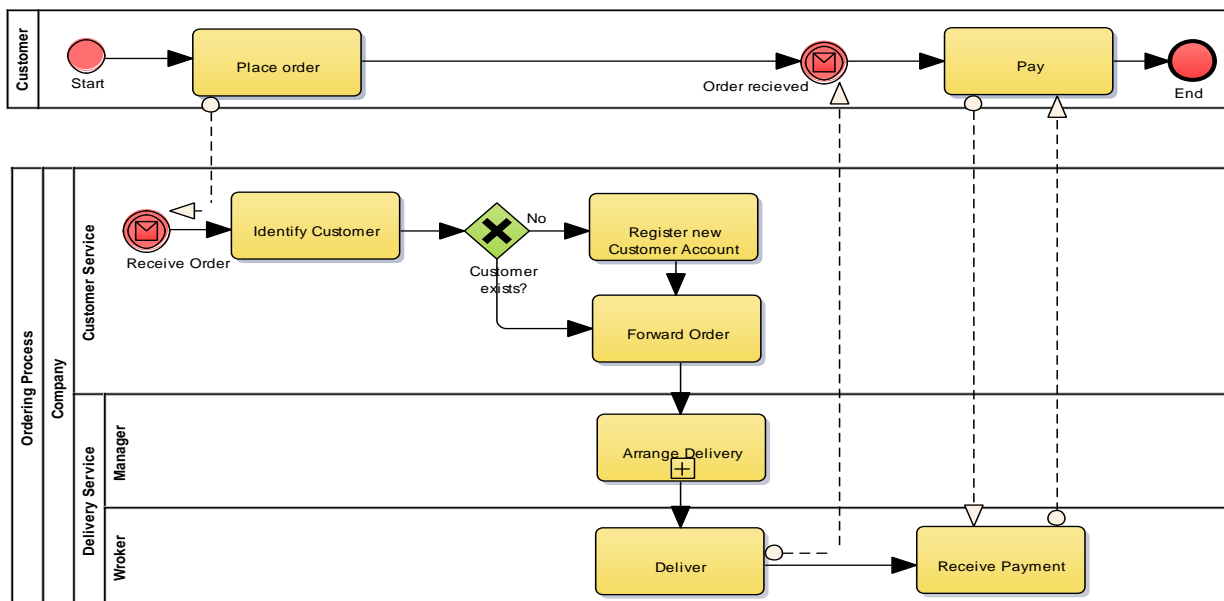 Customer
Start
Place order
Order recieved
Pay
End
Ordering Process
Company
Customer Service
Receive Order
Identify Customer
No
Customer
exists?
Register new
Customer Account
Forward Order
Delivery Service
Manager
Arrange Delivery
Wroker
Deliver
Receive Payment